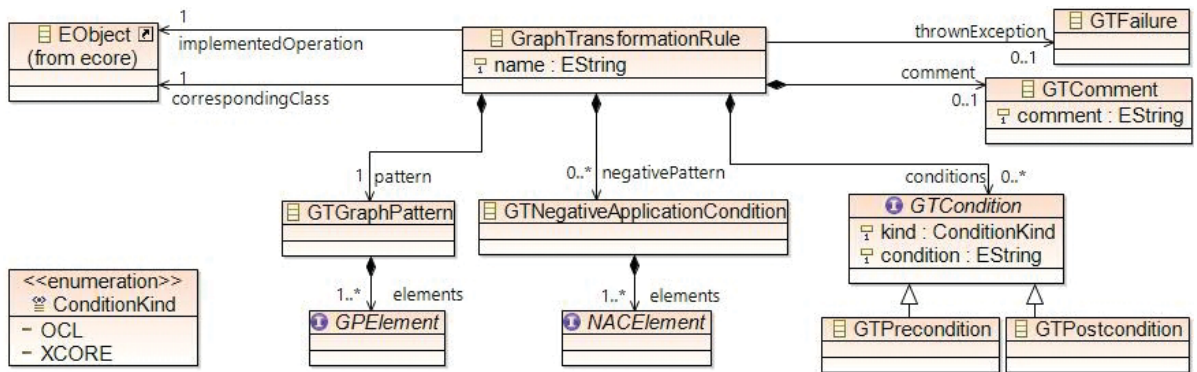 EObject
(from ecore)
1
implementedOperation
1
correspondingClass
GraphTransformationRule
name : EString
thrownException
0..1
GTFailure
comment
0..1
GTComment
comment : EString
1 pattern
0..* negativePattern
conditions 0..*
GTGraphPattern
GTNegativeApplicationCondition
GTCondition
kind : ConditionKind
condition : EString
<<enumeration>>
ConditionKind
- OCL
- XCORE
1..* elements
GPElement
1..* elements
NACElement
GTPrecondition
GTPostcondition